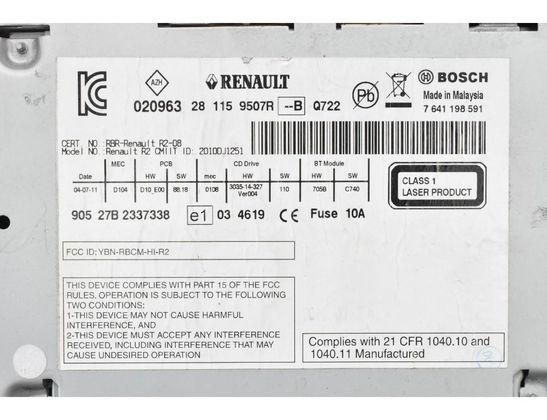 AZH
RENAULT
BOSCH
020963 28 115 9507R --B Q722
Pb
Made in Malaysia
7 641 198 591
CERT NO.: RBR-Renault R2-08
Model NO.: Renault R2 CMIIT ID: 2010DJ1251
MEC PCB CD Drive BT Module
Date HW SW mec HW SW HW SW
04-07-11 D104 D10_E00 88.18 0108 3035-14-327 Ver004 110 705B C740
CLASS 1
LASER PRODUCT
905 27B 2337338 e1 03 4619 CE Fuse 10A
FCC ID: YBN-RBCM-HI-R2
THIS DEVICE COMPLIES WITH PART 15 OF THE FCC
RULES. OPERATION IS SUBJECT TO THE FOLLOWING
TWO CONDITIONS:
1-THIS DEVICE MAY NOT CAUSE HARMFUL
INTERFERENCE, AND
2-THIS DEVICE MUST ACCEPT ANY INTERFERENCE
RECEIVED, INCLUDING INTERFERENCE THAT MAY
CAUSE UNDESIRED OPERATION
Complies with 21 CFR 1040.10 and
1040.11 Manufactured